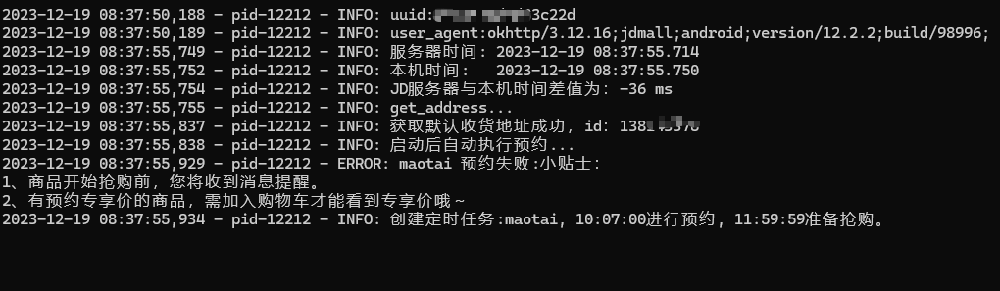 2023-12-19 08:37:50,188 - pid-12212 - INFO: uuid: 3c22d
2023-12-19 08:37:50,189 - pid-12212 - INFO: user_agent:okhttp/3.12.16;jdmall;android;version/12.2.2;build/98996;
2023-12-19 08:37:55,749 - pid-12212 - INFO: 服务器时间: 2023-12-19 08:37:55.714
2023-12-19 08:37:55,752 - pid-12212 - INFO: 本机时间: 2023-12-19 08:37:55.750
2023-12-19 08:37:55,754 - pid-12212 - INFO: JD服务器与本机时间差值为: -36 ms
2023-12-19 08:37:55,755 - pid-12212 - INFO: get_address...
2023-12-19 08:37:55,837 - pid-12212 - INFO: 获取默认收货地址成功, id: 138
2023-12-19 08:37:55,838 - pid-12212 - INFO: 启动后自动执行预约...
2023-12-19 08:37:55,929 - pid-12212 - ERROR: maotai 预约失败:小贴士:
1、商品开始抢购前，您将收到消息提醒。
2、有预约专享价的商品，需加入购物车才能看到专享价哦～
2023-12-19 08:37:55,934 - pid-12212 - INFO: 创建定时任务:maotai, 10:07:00进行预约, 11:59:59准备抢购。